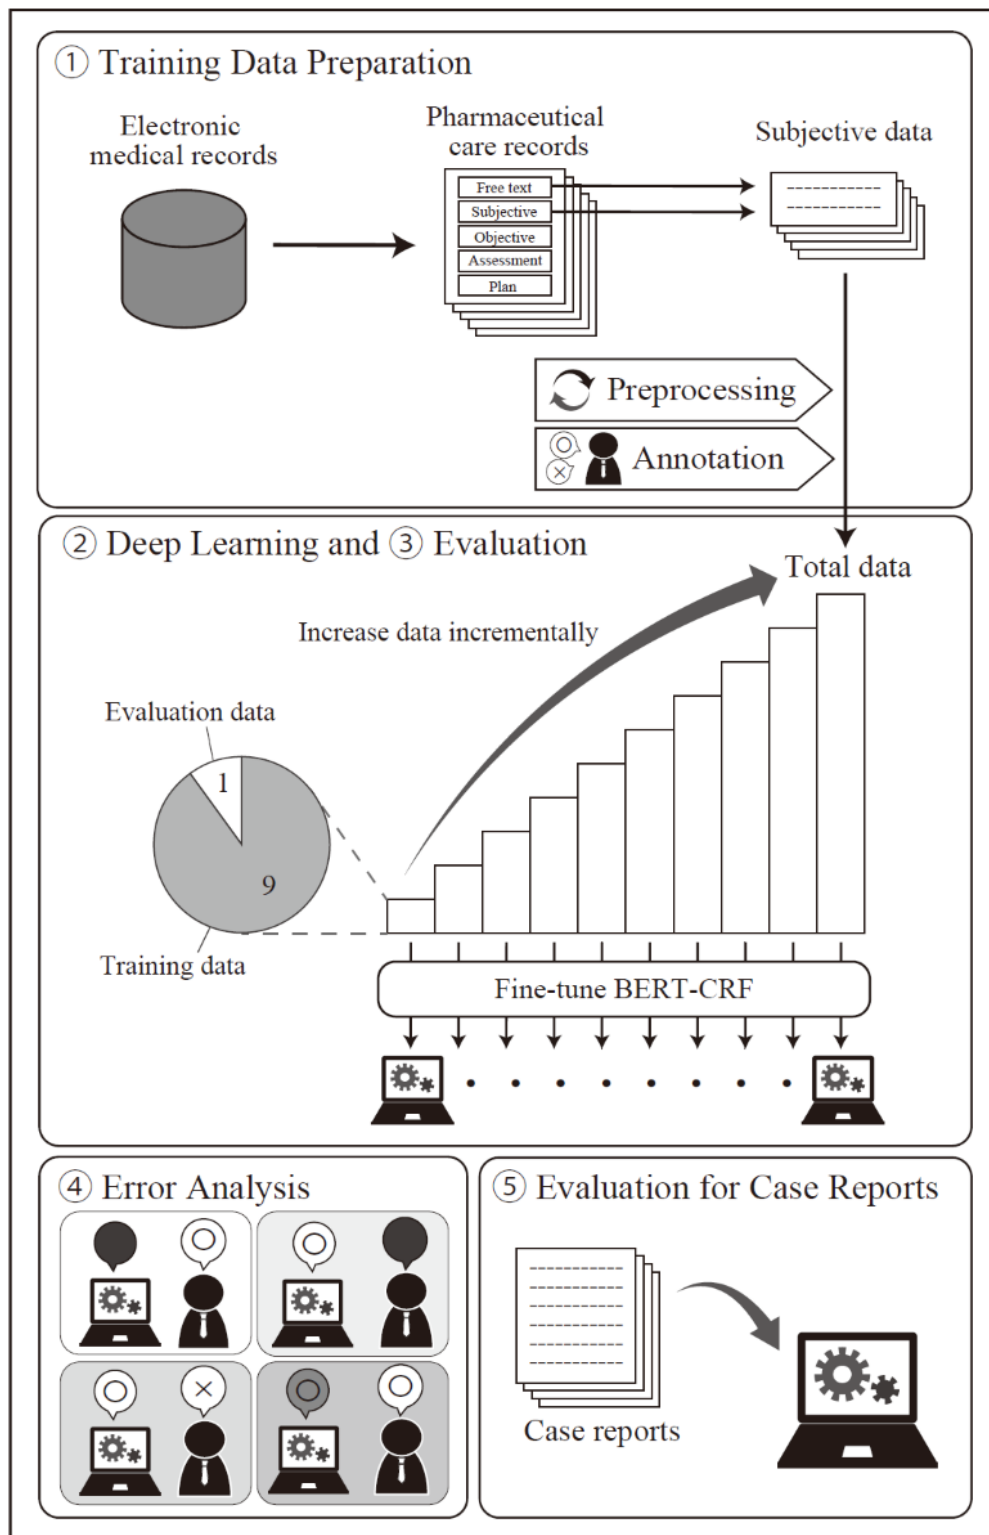 ① Training Data Preparation
Electronic
medical records
Pharmaceutical
care records
Subjective data
Free text
Subjective
Objective
Assessment
Plan
Preprocessing
Annotation
② Deep Learning and ③ Evaluation
Total data
Increase data incrementally
Evaluation data
1
9
Training data
Fine-tune BERT-CRF
④ Error Analysis
⑤ Evaluation for Case Reports
Case reports